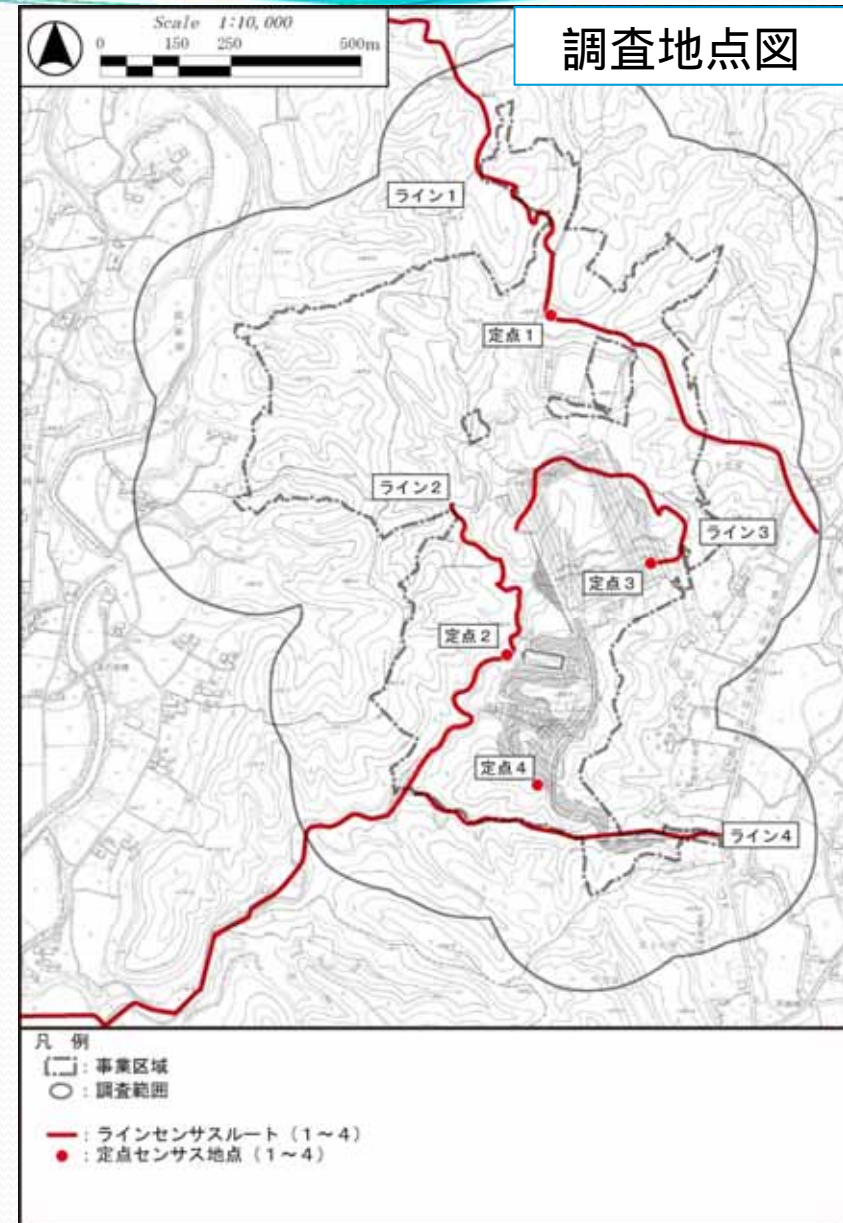 調査地点図
Scale 1:10,000
0 150 250 500m
ライン1
定点1
ライン2
ライン3
定点3
定点2
定点4
ライン4
凡 例
: 事業区域
: 調査範囲
: ラインセンサスルート (1~4)
: 定点センサス地点 (1~4)